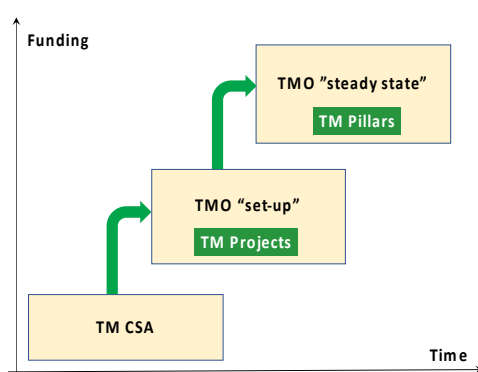 Funding
TMO ”steady state”
TM Pillars
TMO “set-up”
TM Projects
TM CSA
Time